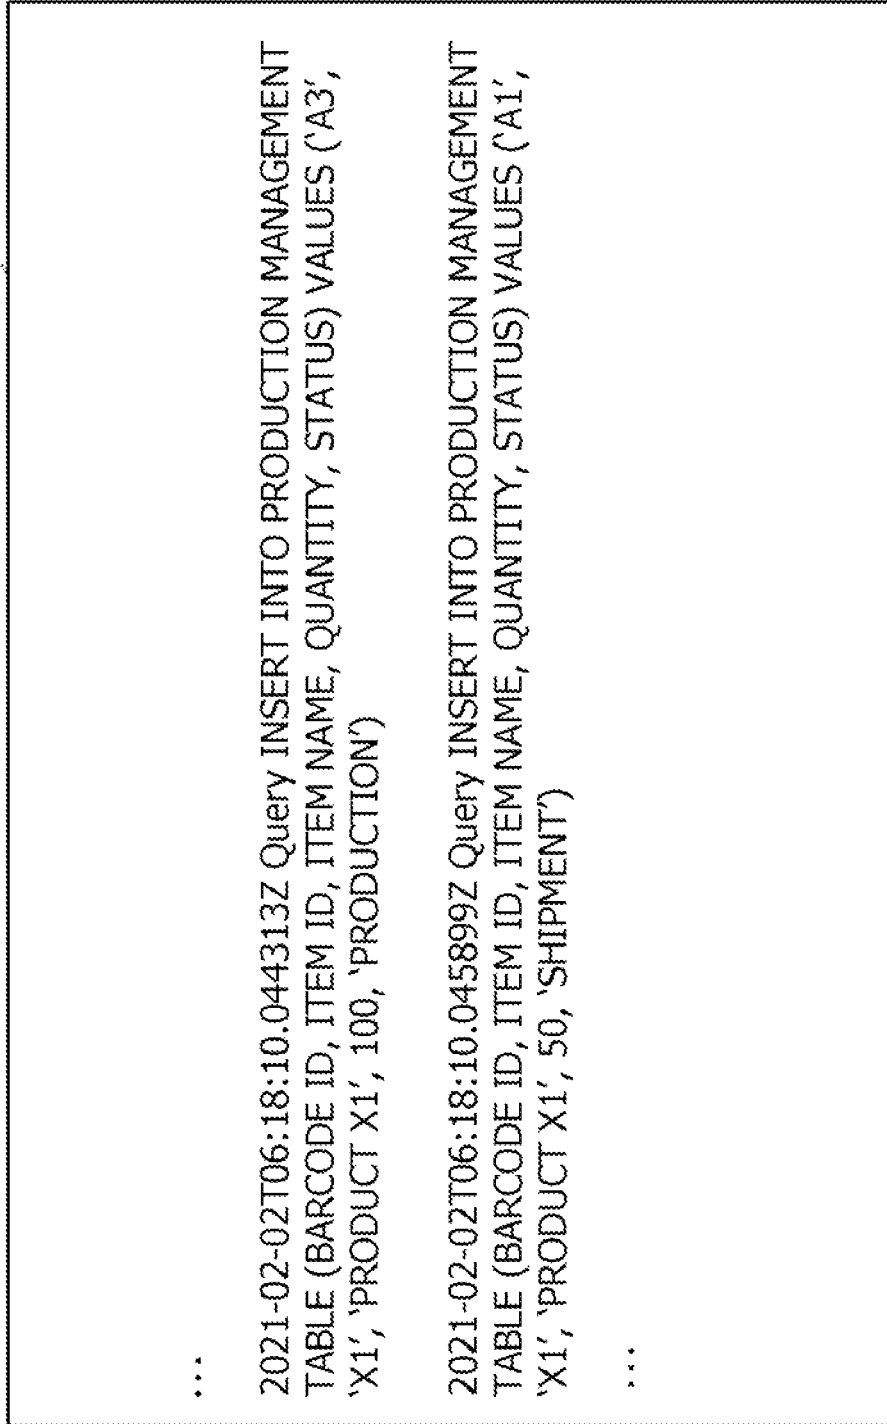 ...
2021-02-02T06:18:10.044313Z Query INSERT INTO PRODUCTION MANAGEMENT
TABLE (BARCODE ID, ITEM ID, ITEM NAME, QUANTITY, STATUS) VALUES (‘A3’,
‘X1’, ‘PRODUCT X1’, 100, ‘PRODUCTION’)
2021-02-02T06:18:10.045899Z Query INSERT INTO PRODUCTION MANAGEMENT
TABLE (BARCODE ID, ITEM ID, ITEM NAME, QUANTITY, STATUS) VALUES (‘A1’,
‘X1’, ‘PRODUCT X1’, 50, ‘SHIPMENT’)
...